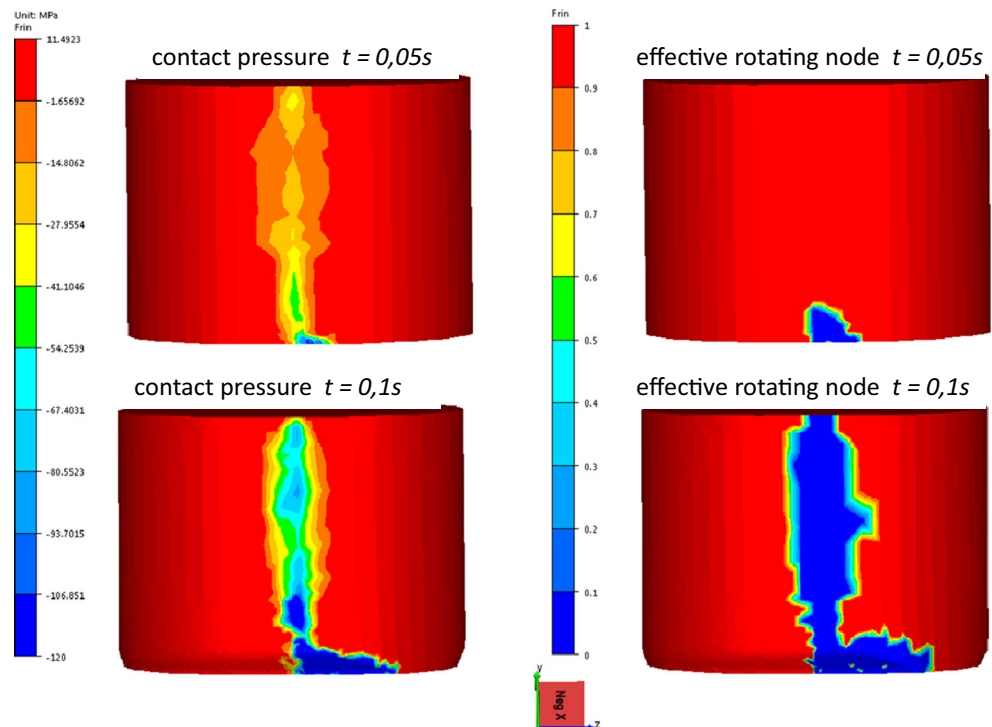 Unit: MPa
Frin
11.4923
-1.65692
-14.8062
-27.9554
-41.1046
-54.2539
-67.4031
-80.5523
-93.7015
-106.851
-120
contact pressure t = 0,05s
contact pressure t = 0,1s
Frin
1
0.9
0.8
0.7
0.6
0.5
0.4
0.3
0.2
0.1
0
effective rotating node t = 0,05s
effective rotating node t = 0,1s
y
Neg X
Z